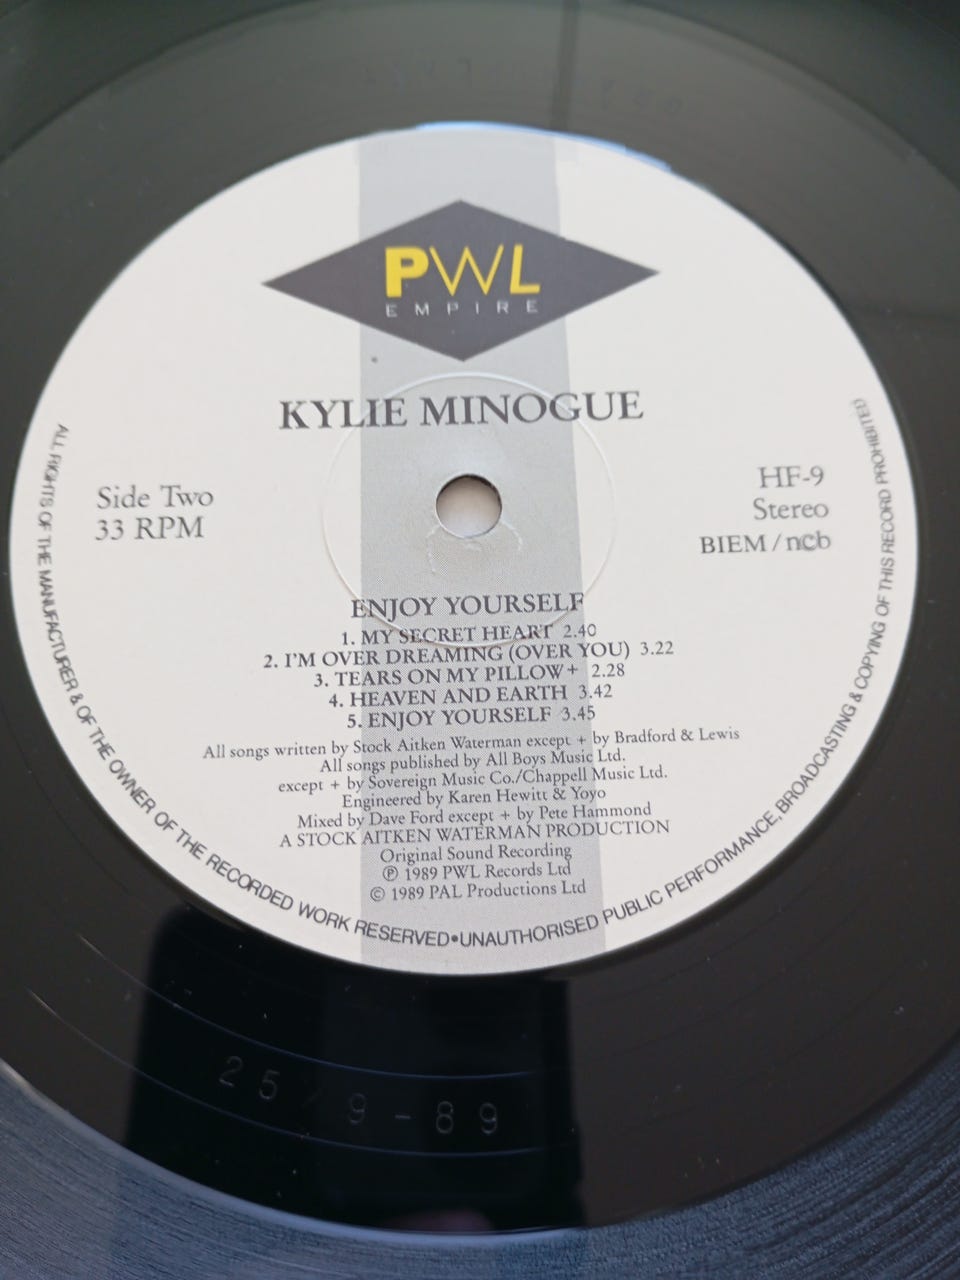 PWL
EMPIRE
KYLIE MINOGUE
Side Two
33 RPM
HF-9
Stereo
BIEM / ncb
ENJOY YOURSELF
1. MY SECRET HEART 2.40
2. I'M OVER DREAMING (OVER YOU) 3.22
3. TEARS ON MY PILLOW+ 2.28
4. HEAVEN AND EARTH 3.42
5. ENJOY YOURSELF 3.45
All songs written by Stock Aitken Waterman except + by Bradford & Lewis
All songs published by All Boys Music Ltd.
except + by Sovereign Music Co./Chappell Music Ltd.
Engineered by Karen Hewitt & Yoyo
Mixed by Dave Ford except + by Pete Hammond
A STOCK AITKEN WATERMAN PRODUCTION
Original Sound Recording
℗ 1989 PWL Records Ltd
© 1989 PAL Productions Ltd
ALL RIGHTS OF THE MANUFACTURER & OF THE OWNER OF THE RECORDED WORK RESERVED•UNAUTHORISED PUBLIC PERFORMANCE, BROADCASTING & COPYING OF THIS RECORD PROHIBITED
25/9-89